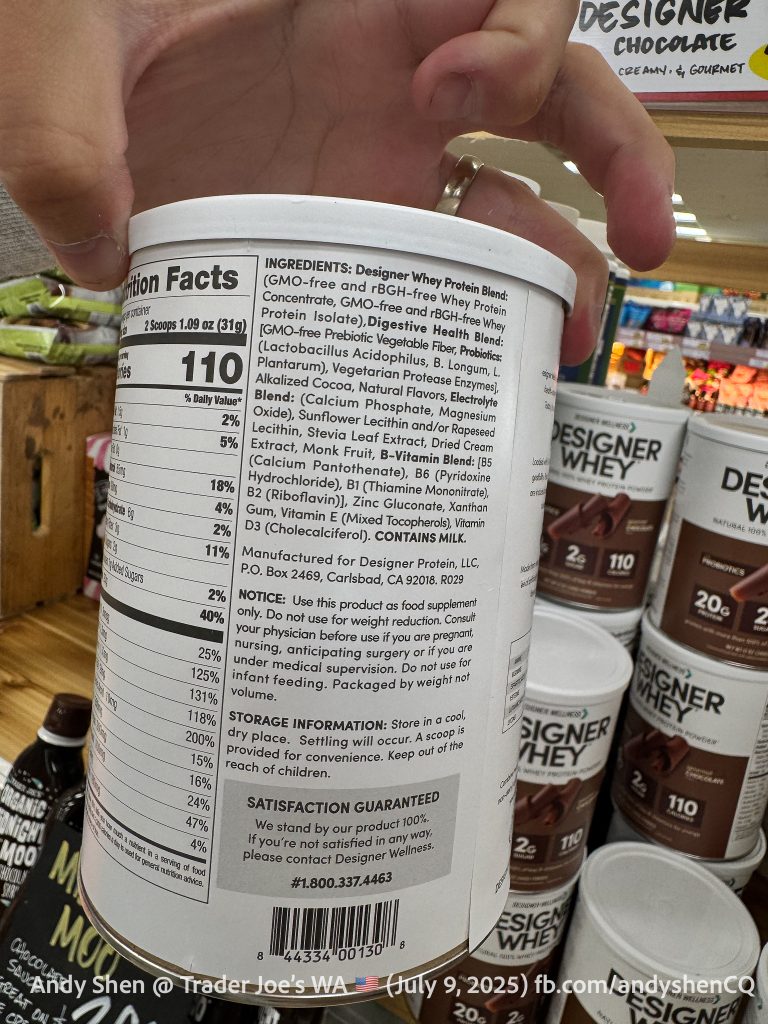 DESIGNER
CHOCOLATE
CREAMY & GOURMET
Nutrition Facts
2 Scoops 1.09 oz (31g)
110
% Daily Value*
2%
5%
18%
4%
2%
11%
Added Sugars
2%
40%
25%
125%
131%
118%
200%
15%
16%
24%
47%
4%
INGREDIENTS: Designer Whey Protein Blend:
(GMO-free and rBGH-free Whey Protein
Concentrate, GMO-free and rBGH-free Whey
Protein Isolate), Digestive Health Blend:
[GMO-free Prebiotic Vegetable Fiber, Probiotics:
(Lactobacillus Acidophilus, B. Longum, L.
Plantarum), Vegetarian Protease Enzymes],
Alkalized Cocoa, Natural Flavors, Electrolyte
Blend: (Calcium Phosphate, Magnesium
Oxide), Sunflower Lecithin and/or Rapeseed
Lecithin, Stevia Leaf Extract, Dried Cream
Extract, Monk Fruit, B-Vitamin Blend: [B5
(Calcium Pantothenate), B6 (Pyridoxine
Hydrochloride), B1 (Thiamine Mononitrate),
B2 (Riboflavin)], Zinc Gluconate, Xanthan
Gum, Vitamin E (Mixed Tocopherols), Vitamin
D3 (Cholecalciferol). CONTAINS MILK.
Manufactured for Designer Protein, LLC,
P.O. Box 2469, Carlsbad, CA 92018. R029
NOTICE: Use this product as food supplement
only. Do not use for weight reduction. Consult
your physician before use if you are pregnant,
nursing, anticipating surgery or if you are
under medical supervision. Do not use for
infant feeding. Packaged by weight not
volume.
STORAGE INFORMATION: Store in a cool,
dry place. Settling will occur. A scoop is
provided for convenience. Keep out of the
reach of children.
SATISFACTION GUARANTEED
We stand by our product 100%.
If you're not satisfied in any way,
please contact Designer Wellness.
#1.800.337.4463
8 44334 00130 8
DESIGNER WELLNESS
DESIGNER
WHEY
2G
110
PROBIOTICS
20G
PROTEIN
DESIGNER
WHEY
2G
110
CALORIES
DESIGNER
WHEY
2G
110
DESIGNER
WHEY
20G
2G
DESIGNER
ORGANIC
MIDNIGHT
MOO
CHOCOLATE
Andy Shen @ Trader Joe's WA 🇺🇸 (July 9, 2025) fb.com/andyshenCQ